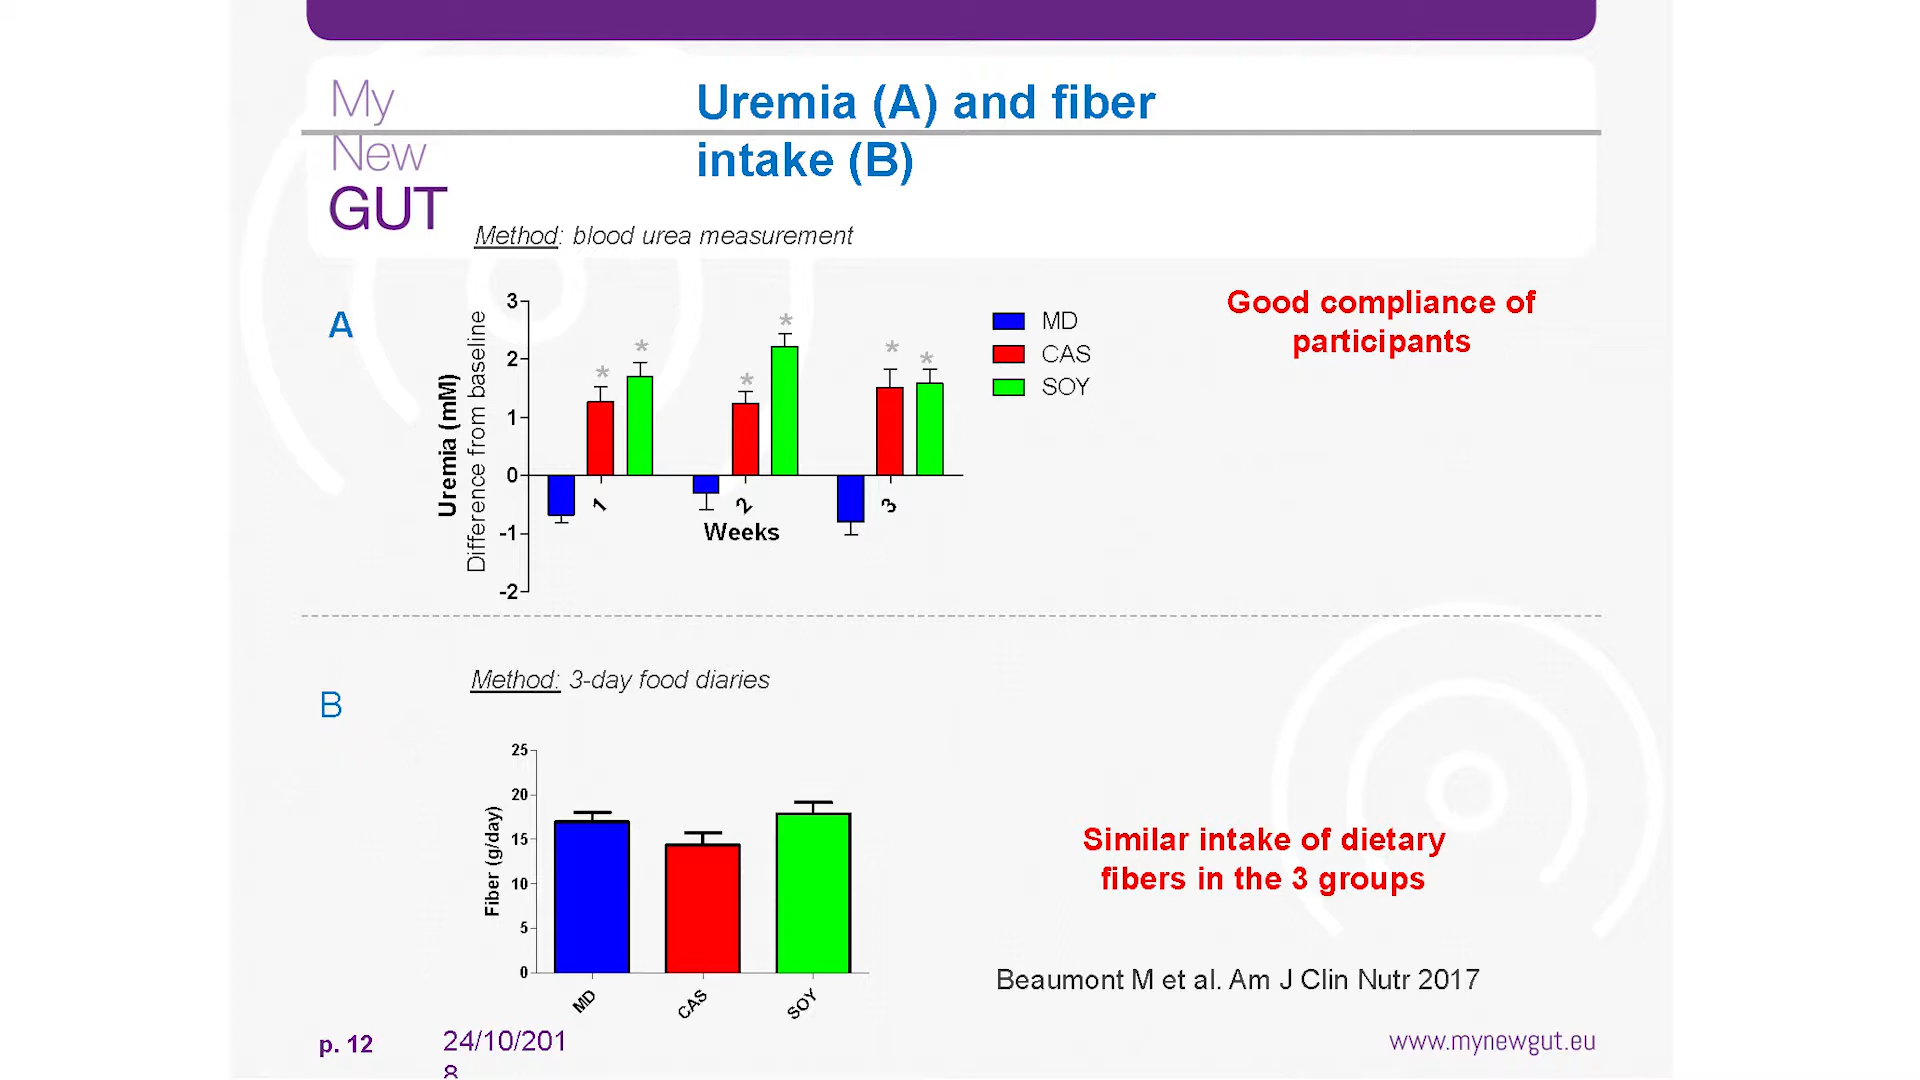 My
New
GUT
Uremia (A) and fiber
intake (B)
Method: blood urea measurement
A
Uremia (mM)
Difference from baseline
3
2
1
0
-1
-2
*
*
*
*
*
*
1
2
3
Weeks
MD
CAS
SOY
Good compliance of
participants
Method: 3-day food diaries
B
Fiber (g/day)
25
20
15
10
5
0
MD
CAS
SOY
Similar intake of dietary
fibers in the 3 groups
Beaumont M et al. Am J Clin Nutr 2017
p. 12
24/10/201
8
www.mynewgut.eu